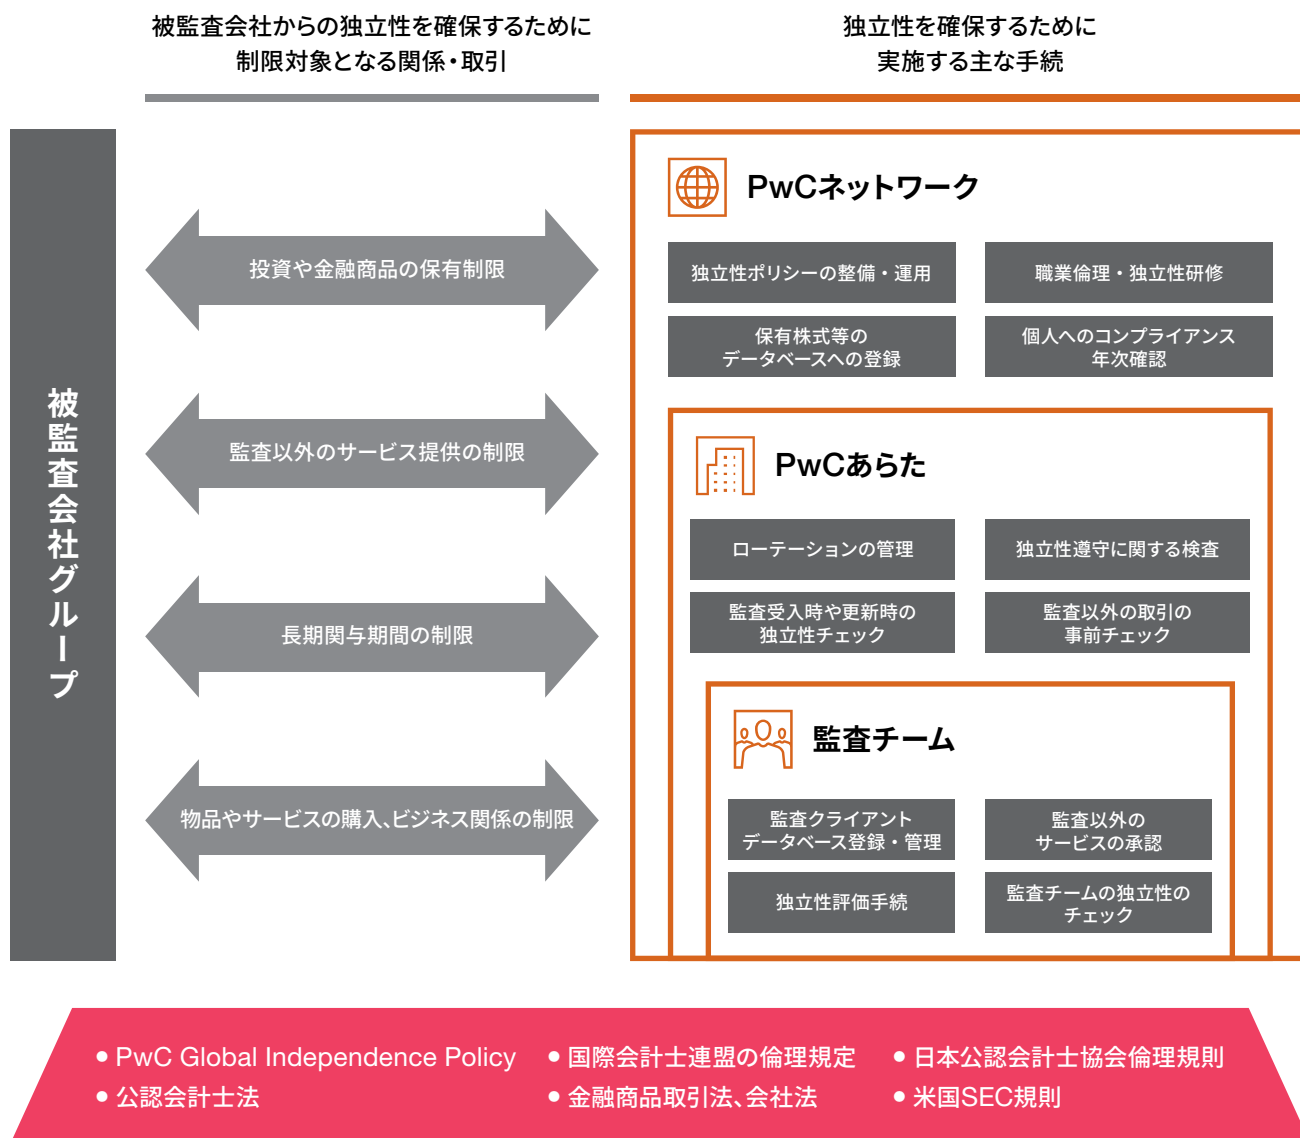 被監査会社からの独立性を確保するために
制限対象となる関係・取引
独立性を確保するために
実施する主な手続
被監査会社グループ
投資や金融商品の保有制限
監査以外のサービス提供の制限
長期関与期間の制限
物品やサービスの購入、ビジネス関係の制限
PwCネットワーク
独立性ポリシーの整備・運用
職業倫理・独立性研修
保有株式等の
データベースへの登録
個人へのコンプライアンス
年次確認
PwCあらた
ローテーションの管理
独立性遵守に関する検査
監査受入時や更新時の
独立性チェック
監査以外の取引の
事前チェック
監査チーム
監査クライアント
データベース登録・管理
監査以外の
サービスの承認
独立性評価手続
監査チームの独立性の
チェック
• PwC Global Independence Policy
• 国際会計士連盟の倫理規定
• 日本公認会計士協会倫理規則
• 公認会計士法
• 金融商品取引法、会社法
• 米国SEC規則